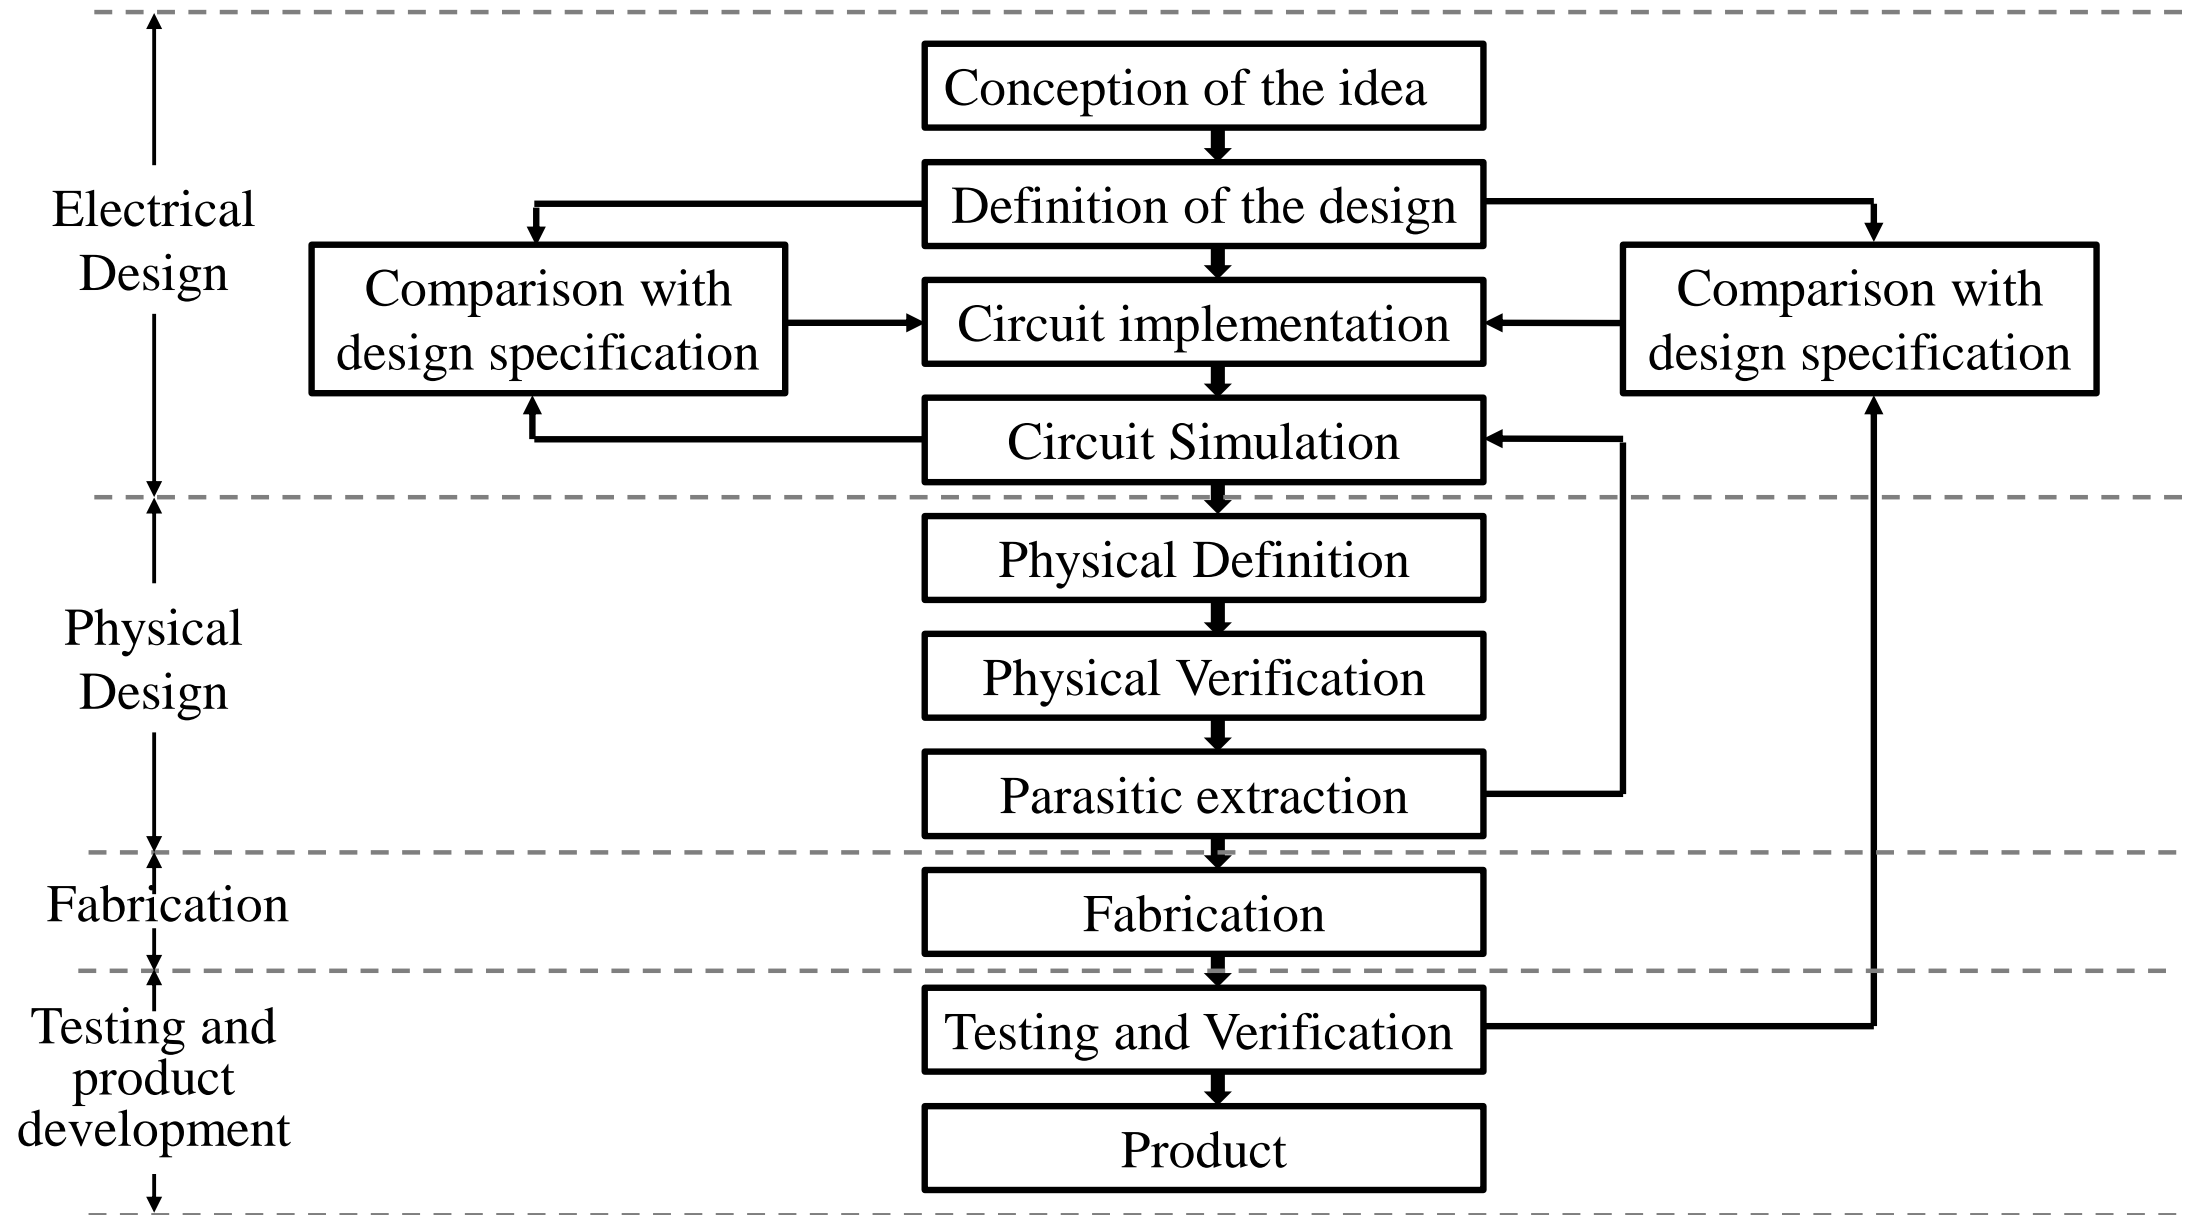 Conception of the idea
Definition of the design
Electrical
Design
Comparison with
design specification
Circuit implementation
Comparison with
design specification
Circuit Simulation
Physical Definition
Physical
Design
Physical Verification
Parasitic extraction
Fabrication
Fabrication
Testing and
product
development
Testing and Verification
Product